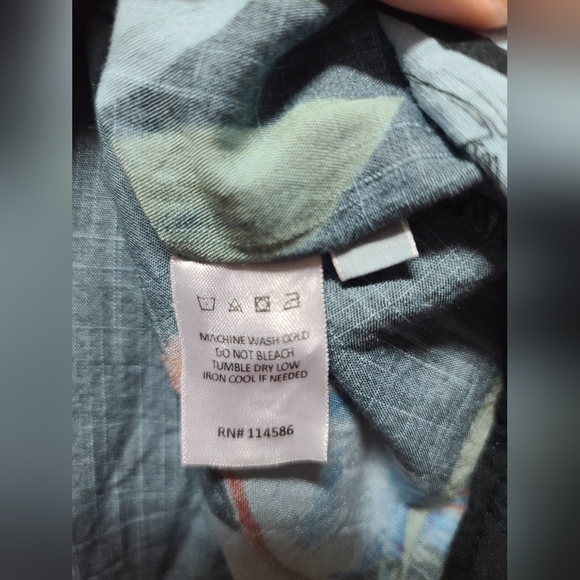 MACHINE WASH COLD
DO NOT BLEACH
TUMBLE DRY LOW
IRON COOL IF NEEDED
RN# 114586